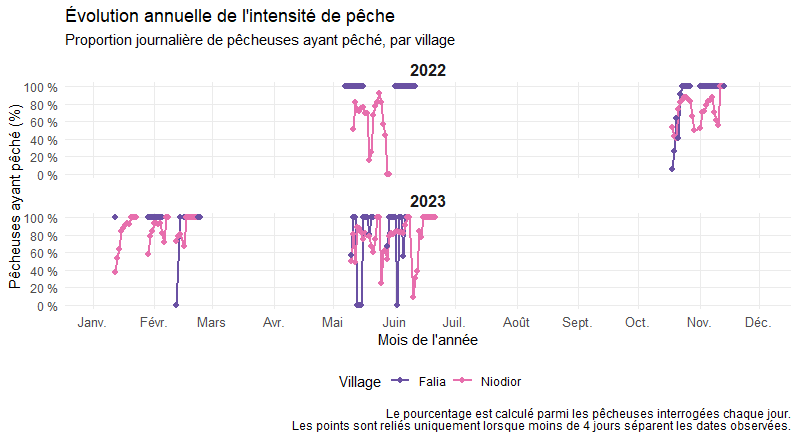 Évolution annuelle de l'intensité de pêche
Proportion journalière de pêcheuses ayant pêché, par village
2022
100 %
80 %
60 %
40 %
20 %
0 %
2023
100 %
80 %
60 %
40 %
20 %
0 %
Pêcheuses ayant pêché (%)
Janv. Févr. Mars Avr. Mai Juin Juil. Août Sept. Oct. Nov. Déc.
Mois de l'année
Village Falia Niodior
Le pourcentage est calculé parmi les pêcheuses interrogées chaque jour.
Les points sont reliés uniquement lorsque moins de 4 jours séparent les dates observées.